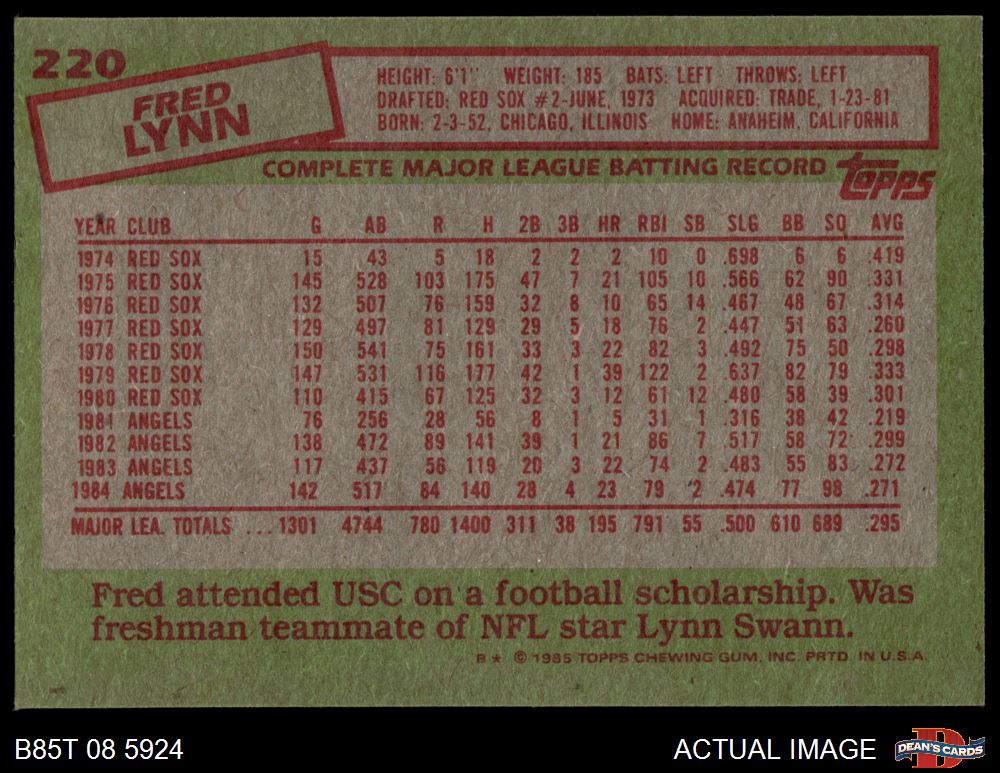 220
FRED
LYNN
HEIGHT: 6'1" WEIGHT: 185 BATS: LEFT THROWS: LEFT
DRAFTED: RED SOX #2-JUNE, 1973 ACQUIRED: TRADE, 1-23-81
BORN: 2-3-52, CHICAGO, ILLINOIS HOME: ANAHEIM, CALIFORNIA
COMPLETE MAJOR LEAGUE BATTING RECORD topps
YEAR CLUB G AB R H 2B 3B HR RBI SB SLG BB SO AVG
1974 RED SOX 15 43 5 18 2 2 2 10 0 .698 6 6 .419
1975 RED SOX 145 528 103 175 47 7 21 105 10 .566 62 90 .331
1976 RED SOX 132 507 76 159 32 8 10 65 14 .467 48 67 .314
1977 RED SOX 129 497 81 129 29 5 18 76 2 .447 51 63 .260
1978 RED SOX 150 541 75 161 33 3 22 82 3 .492 75 50 .298
1979 RED SOX 147 531 116 177 42 1 39 122 2 .637 82 79 .333
1980 RED SOX 110 415 67 125 32 3 12 61 12 .480 58 39 .301
1981 ANGELS 76 256 28 56 8 1 5 31 1 .316 38 42 .219
1982 ANGELS 138 472 89 141 39 1 21 86 7 .517 58 72 .299
1983 ANGELS 117 437 56 119 20 3 22 74 2 .483 55 83 .272
1984 ANGELS 142 517 84 140 28 4 23 79 2 .474 77 98 .271
MAJOR LEA. TOTALS ... 1301 4744 780 1400 311 38 195 791 55 .500 610 689 .295
Fred attended USC on a football scholarship. Was
freshman teammate of NFL star Lynn Swann.
B★ © 1985 TOPPS CHEWING GUM, INC. PRTD. IN U.S.A.
B85T 08 5924
ACTUAL IMAGE
D
DEAN'S CARDS